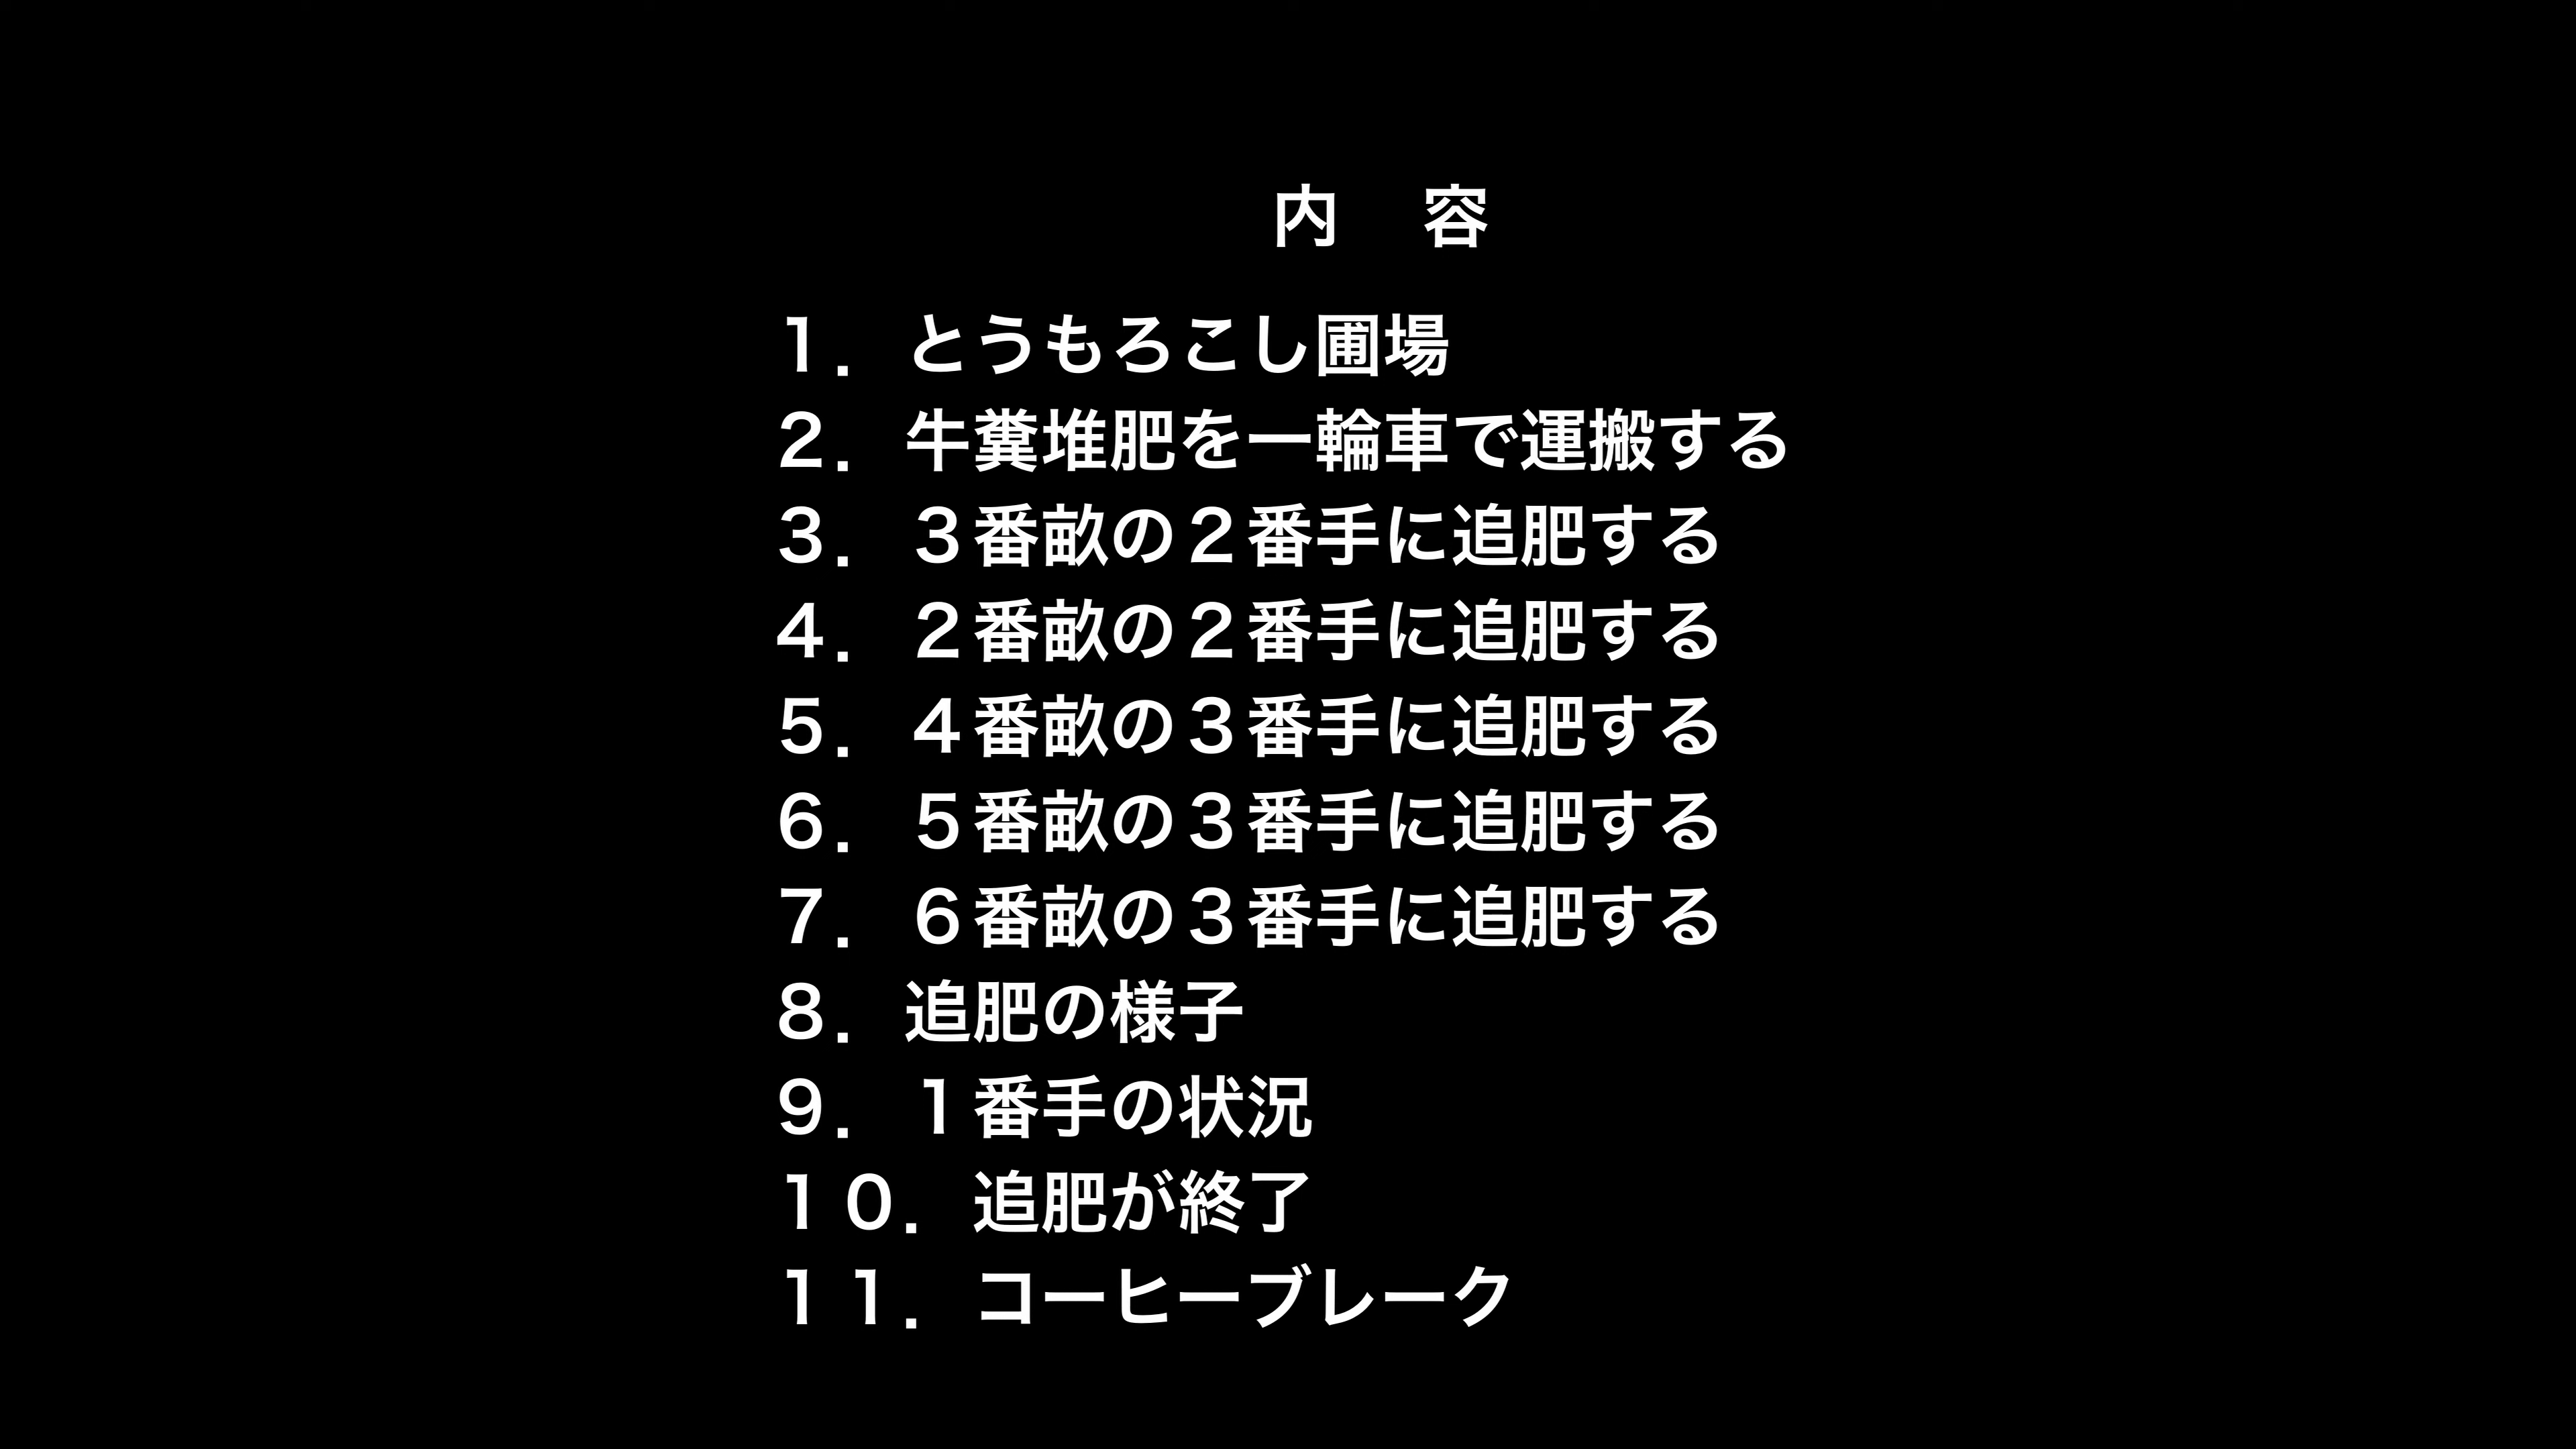 内　容
１．とうもろこし圃場
２．牛糞堆肥を一輪車で運搬する
３．３番畝の２番手に追肥する
４．２番畝の２番手に追肥する
５．４番畝の３番手に追肥する
６．５番畝の３番手に追肥する
７．６番畝の３番手に追肥する
８．追肥の様子
９．１番手の状況
１０．追肥が終了
１１．コーヒーブレーク